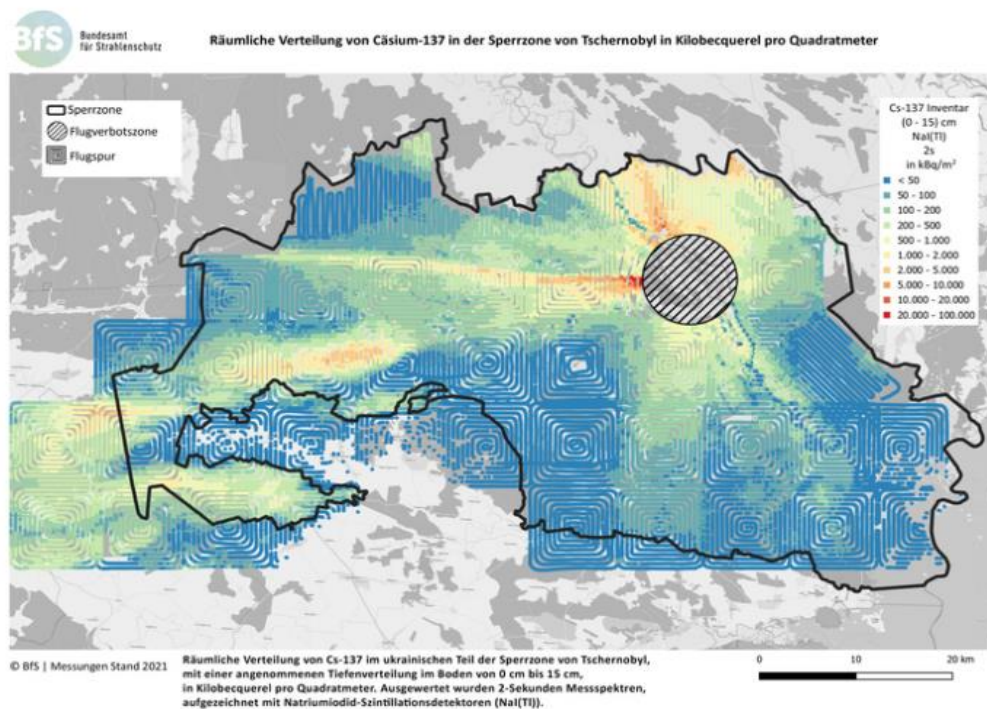 BfS
Bundesamt
für Strahlenschutz
Räumliche Verteilung von Cäsium-137 in der Sperrzone von Tschernobyl in Kilobecquerel pro Quadratmeter
Sperrzone
Flugverbotszone
Flugspur
Cs-137 Inventar
(0 - 15) cm
NaI(Tl)
2s
in kBq/m²
< 50
50 - 100
100 - 200
200 - 500
500 - 1.000
1.000 - 2.000
2.000 - 5.000
5.000 - 10.000
10.000 - 20.000
20.000 - 100.000
© BfS | Messungen Stand 2021
Räumliche Verteilung von Cs-137 im ukrainischen Teil der Sperrzone von Tschernobyl,
mit einer angenommenen Tiefenverteilung im Boden von 0 cm bis 15 cm,
in Kilobecquerel pro Quadratmeter. Ausgewertet wurden 2-Sekunden Messspektren,
aufgezeichnet mit Natriumiodid-Szintillationsdetektoren (NaI(Tl)).
0 10 20 km